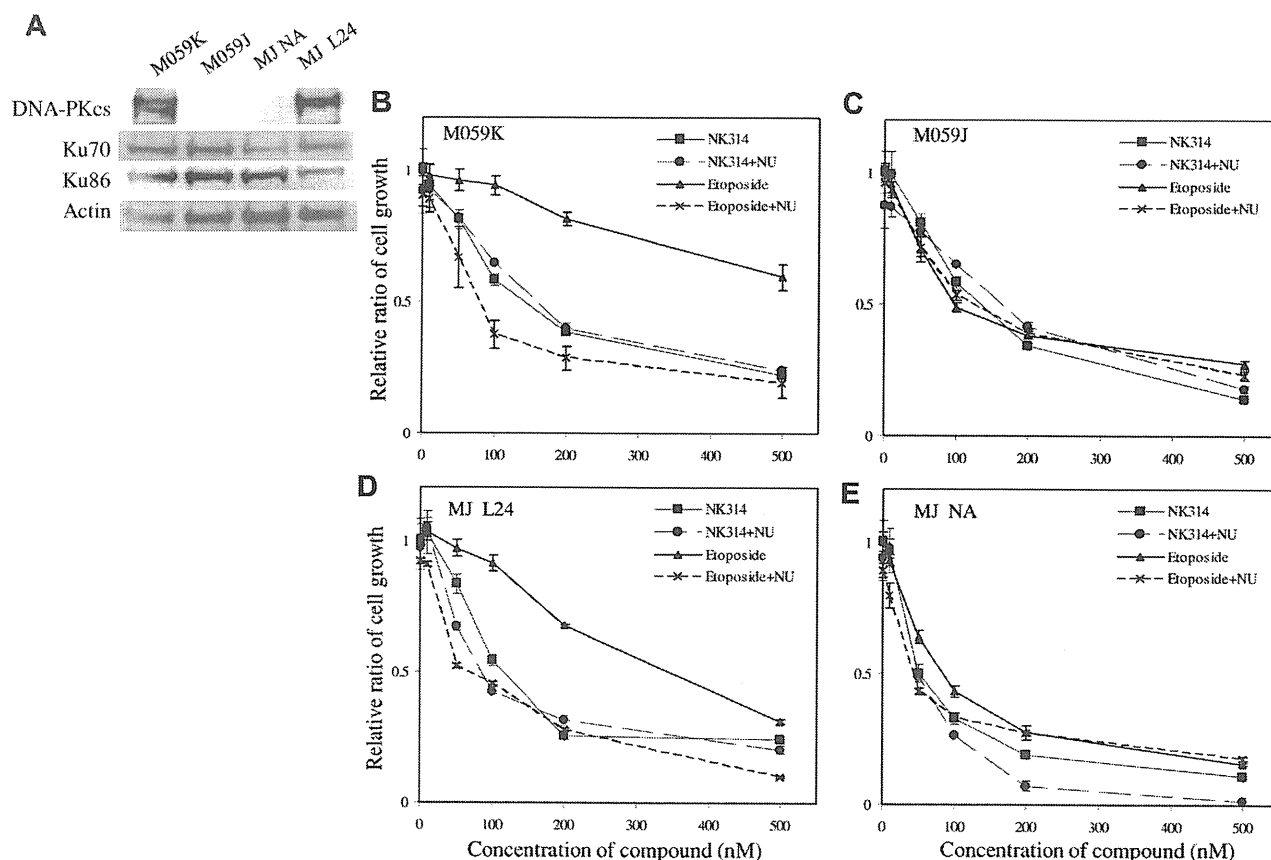 A
M059K
M059J
MJ NA
MJ L24
DNA-PKcs
Ku70
Ku86
Actin
B
M059K
NK314
NK314+NU
Etoposide
Etoposide+NU
Relative ratio of cell growth
1
0.5
0
0 100 200 300 400 500
C
M059J
NK314
NK314+NU
Etoposide
Etoposide+NU
1
0.5
0
0 100 200 300 400 500
D
MJ L24
NK314
NK314+NU
Etoposide
Etoposide+NU
Relative ratio of cell growth
1
0.5
0
0 100 200 300 400 500
Concentration of compound (nM)
E
MJ NA
NK314
NK314+NU
Etoposide
Etoposide+NU
1
0.5
0
0 100 200 300 400 500
Concentration of compound (nM)